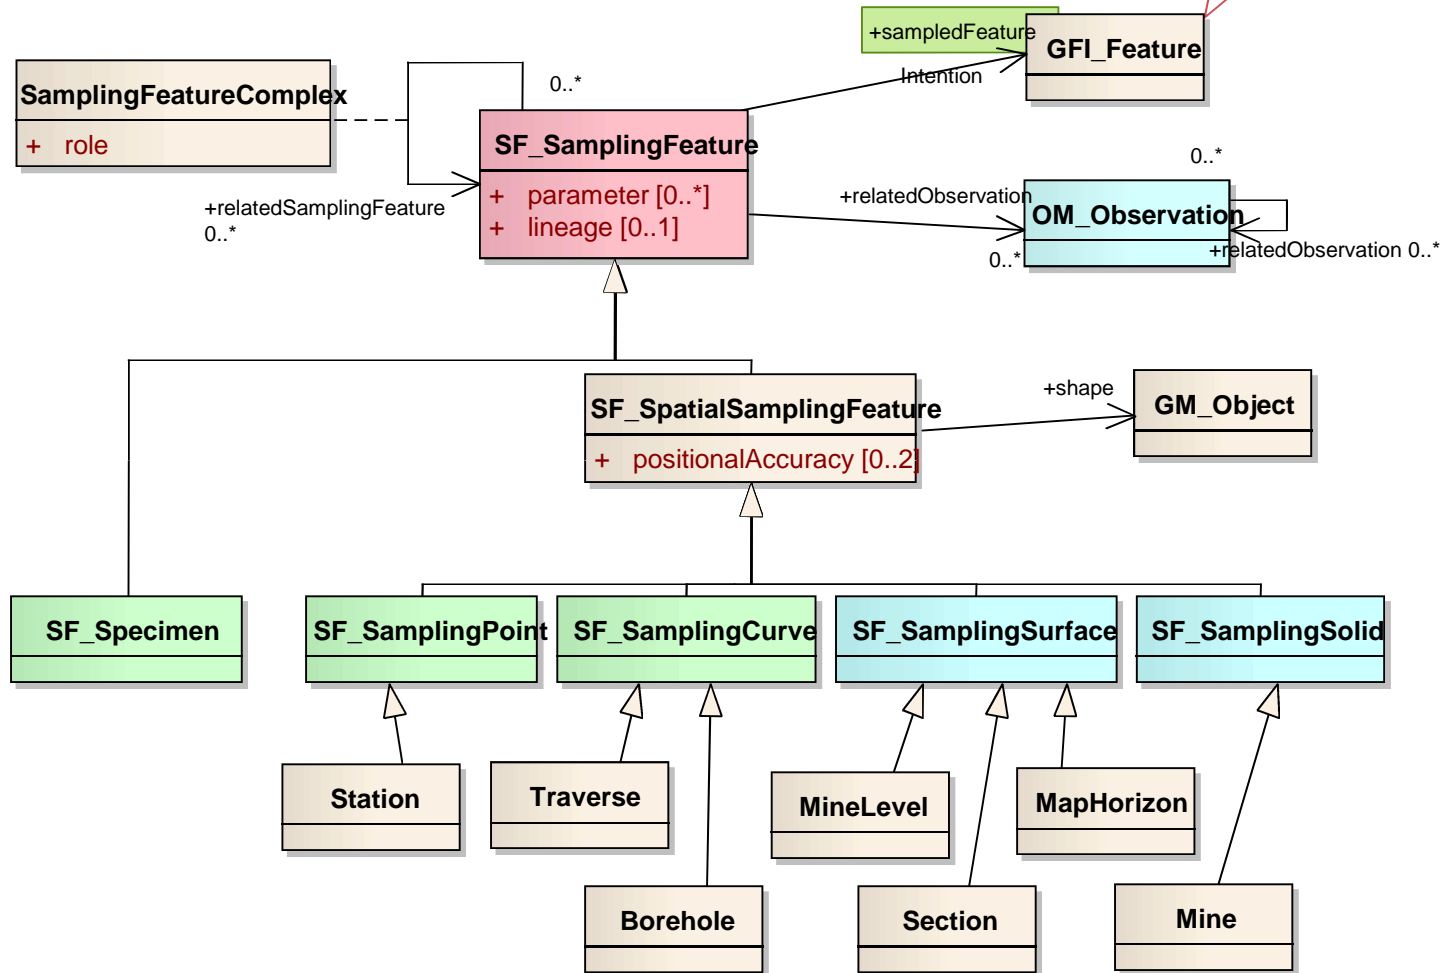 +sampledFeature
GFI_Feature
Intention
SamplingFeatureComplex
+ role
0..*
SF_SamplingFeature
+ parameter [0..*]
+ lineage [0..1]
+relatedSamplingFeature
0..*
+relatedObservation
0..*
0..*
OM_Observation
+relatedObservation 0..*
SF_SpatialSamplingFeature
+ positionalAccuracy [0..2]
+shape
GM_Object
SF_Specimen
SF_SamplingPoint
SF_SamplingCurve
SF_SamplingSurface
SF_SamplingSolid
Station
Traverse
MineLevel
MapHorizon
Borehole
Section
Mine